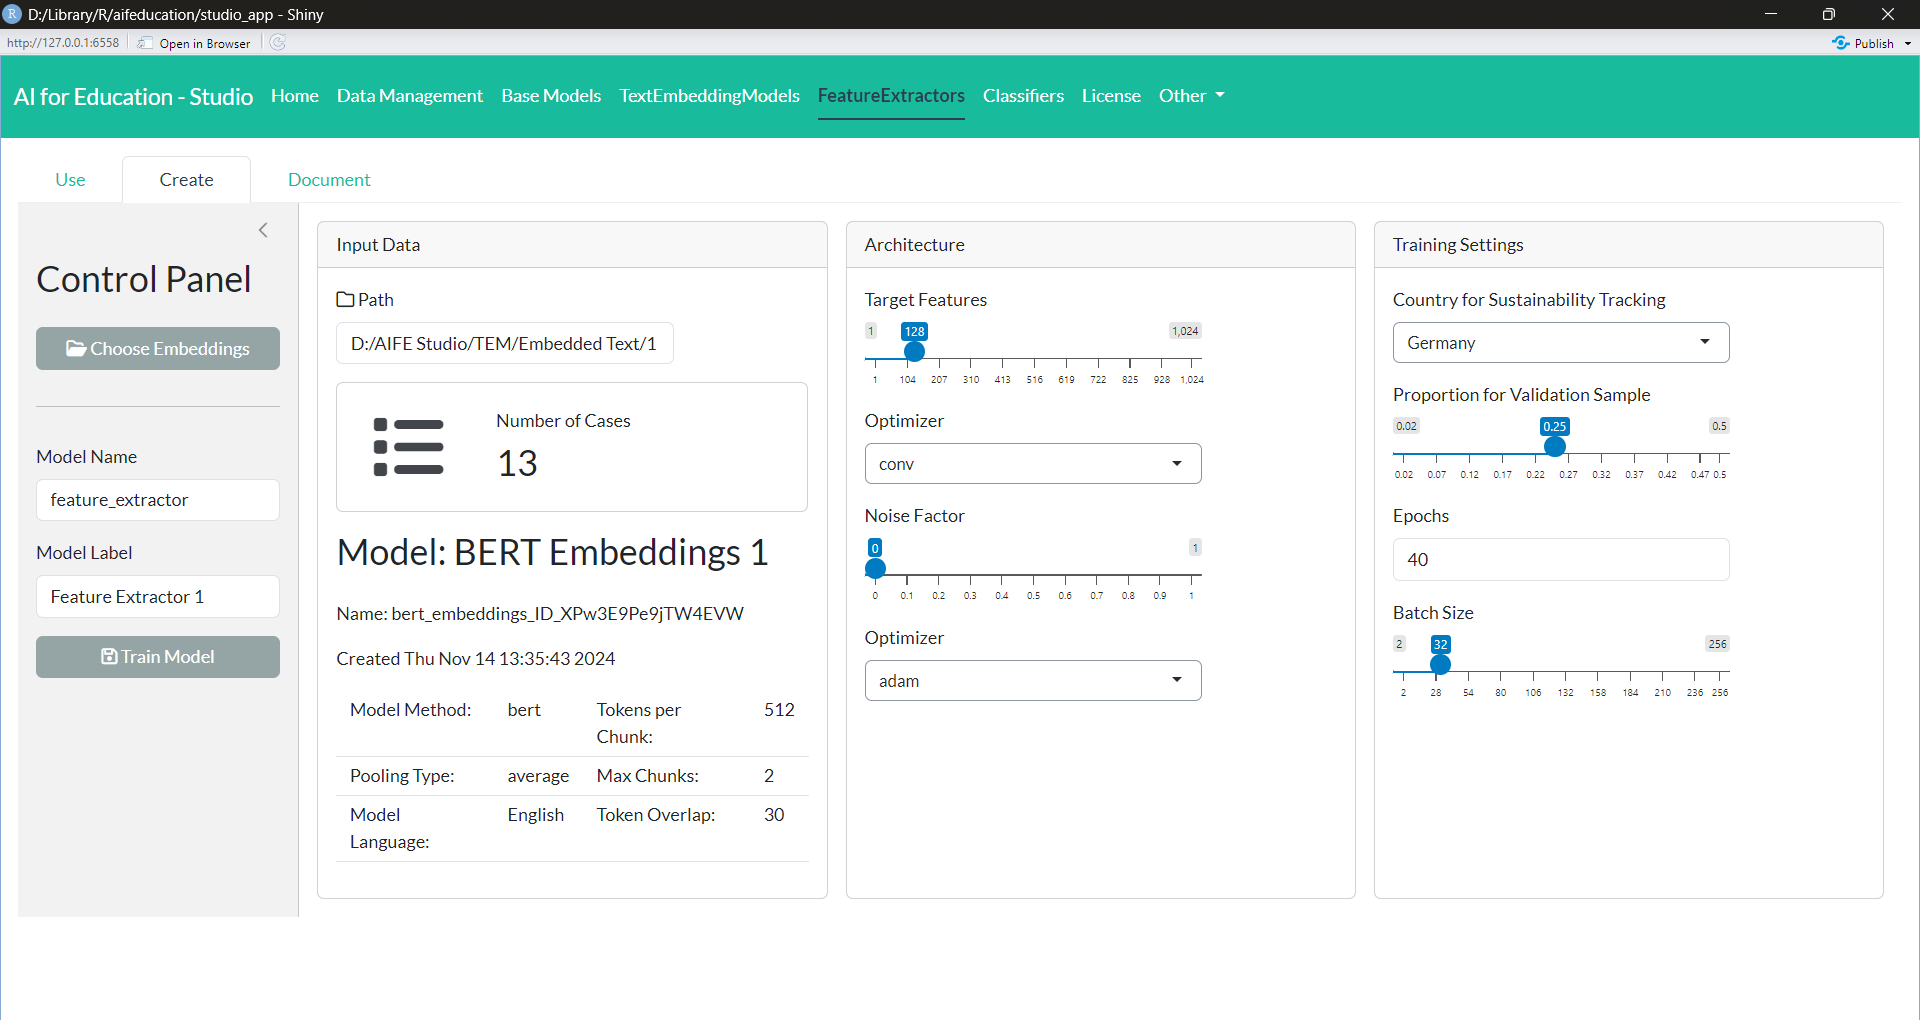 D:/Library/R/aifeducation/studio_app - Shiny
http://127.0.0.1:6558 Open in Browser Publish
AI for Education - Studio Home Data Management Base Models TextEmbeddingModels FeatureExtractors Classifiers License Other
Use Create Document
Control Panel
Choose Embeddings
Model Name
feature_extractor
Model Label
Feature Extractor 1
Train Model
Input Data
Path
D:/AIFE Studio/TEM/Embedded Text/1
Number of Cases
13
Model: BERT Embeddings 1
Name: bert_embeddings_ID_XPw3E9Pe9jTW4EVW
Created Thu Nov 14 13:35:43 2024
Model Method: bert Tokens per Chunk: 512
Pooling Type: average Max Chunks: 2
Model Language: English Token Overlap: 30
Architecture
Target Features
1 128 1,024
1 104 207 310 413 516 619 722 825 928 1,024
Optimizer
conv
Noise Factor
0 1
0 0.1 0.2 0.3 0.4 0.5 0.6 0.7 0.8 0.9 1
Optimizer
adam
Training Settings
Country for Sustainability Tracking
Germany
Proportion for Validation Sample
0.02 0.25 0.5
0.02 0.07 0.12 0.17 0.22 0.27 0.32 0.37 0.42 0.47 0.5
Epochs
40
Batch Size
2 32 256
2 28 54 80 106 132 158 184 210 236 256